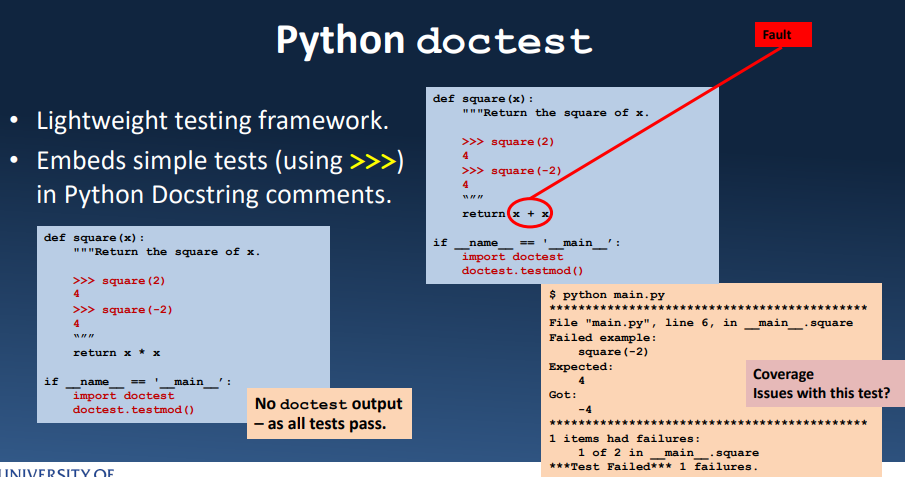 Python doctest
Fault
• Lightweight testing framework.
• Embeds simple tests (using >>>)
in Python Docstring comments.
def square(x):
"""Return the square of x.
>>> square(2)
4
>>> square(-2)
4
“””
return x * x
if __name__ == '__main__’:
import doctest
doctest.testmod()
No doctest output
– as all tests pass.
def square(x):
"""Return the square of x.
>>> square(2)
4
>>> square(-2)
4
“””
return x + x
if __name__ == '__main__’:
import doctest
doctest.testmod()
$ python main.py
**********************************************
File "main.py", line 6, in __main__.square
Failed example:
square(-2)
Expected:
4
Got:
-4
**********************************************
1 items had failures:
1 of 2 in __main__.square
***Test Failed*** 1 failures.
Coverage
Issues with this test?
UNIVERSITY OF